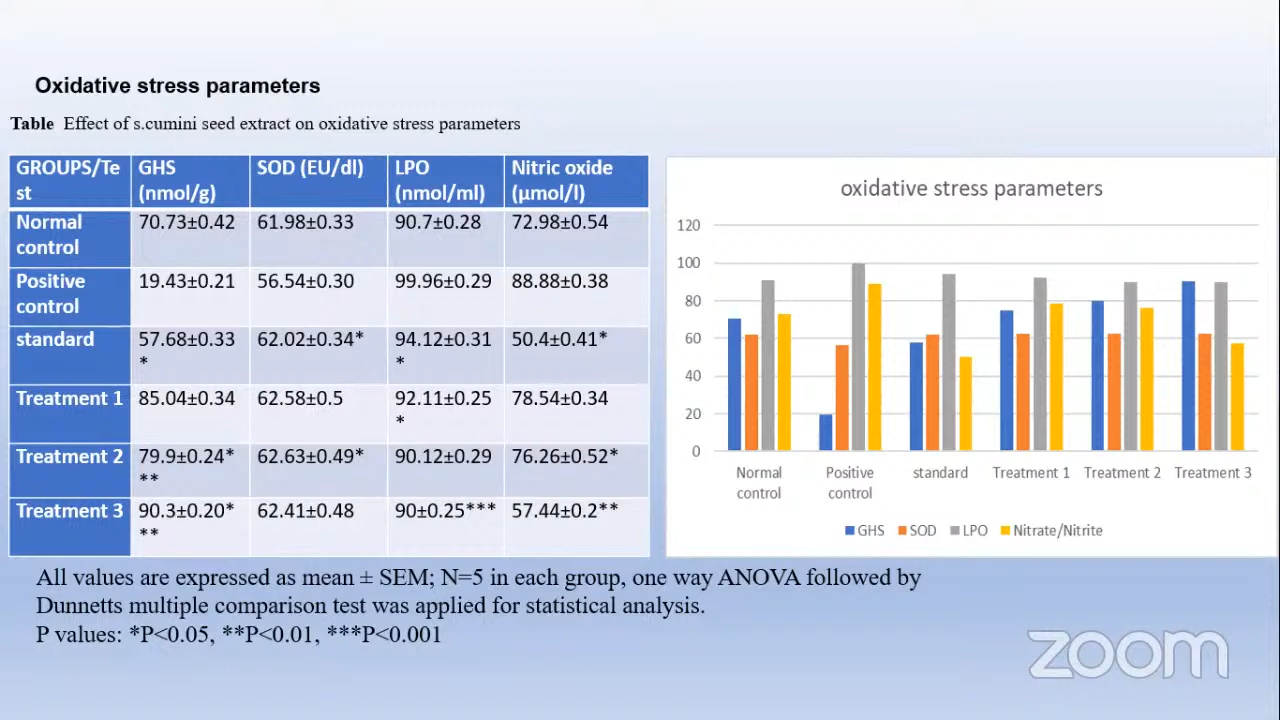 Oxidative stress parameters
Table Effect of s.cumini seed extract on oxidative stress parameters
GROUPS/Te
st
GHS
(nmol/g)
SOD (EU/dl)
LPO
(nmol/ml)
Nitric oxide
(µmol/l)
Normal
control
70.73±0.42
61.98±0.33
90.7±0.28
72.98±0.54
Positive
control
19.43±0.21
56.54±0.30
99.96±0.29
88.88±0.38
standard
57.68±0.33
*
62.02±0.34*
94.12±0.31
*
50.4±0.41*
Treatment 1
85.04±0.34
62.58±0.5
92.11±0.25
*
78.54±0.34
Treatment 2
79.9±0.24*
**
62.63±0.49*
90.12±0.29
76.26±0.52*
Treatment 3
90.3±0.20*
**
62.41±0.48
90±0.25***
57.44±0.2**
oxidative stress parameters
120
100
80
60
40
20
0
Normal
control
Positive
control
standard
Treatment 1
Treatment 2
Treatment 3
GHS
SOD
LPO
Nitrate/Nitrite
All values are expressed as mean ± SEM; N=5 in each group, one way ANOVA followed by
Dunnetts multiple comparison test was applied for statistical analysis.
P values: *P<0.05, **P<0.01, ***P<0.001
zoom